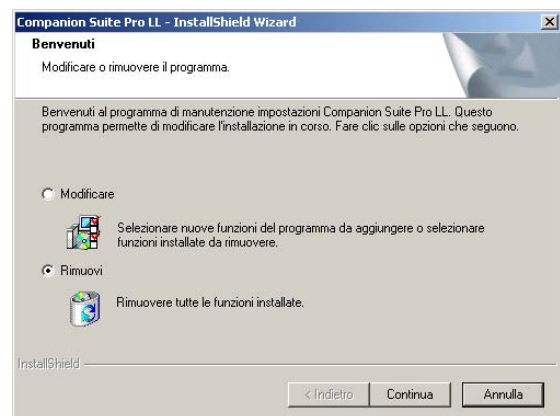 Companion Suite Pro LL - InstallShield Wizard
Benvenuti
Modificare o rimuovere il programma.
Benvenuti al programma di manutenzione impostazioni Companion Suite Pro LL. Questo
programma permette di modificare l'installazione in corso. Fare clic sulle opzioni che seguono.
Modificare
Selezionare nuove funzioni del programma da aggiungere o selezionare
funzioni installate da rimuovere.
Rimuovi
Rimuovere tutte le funzioni installate.
InstallShield
< Indietro
Continua
Annulla